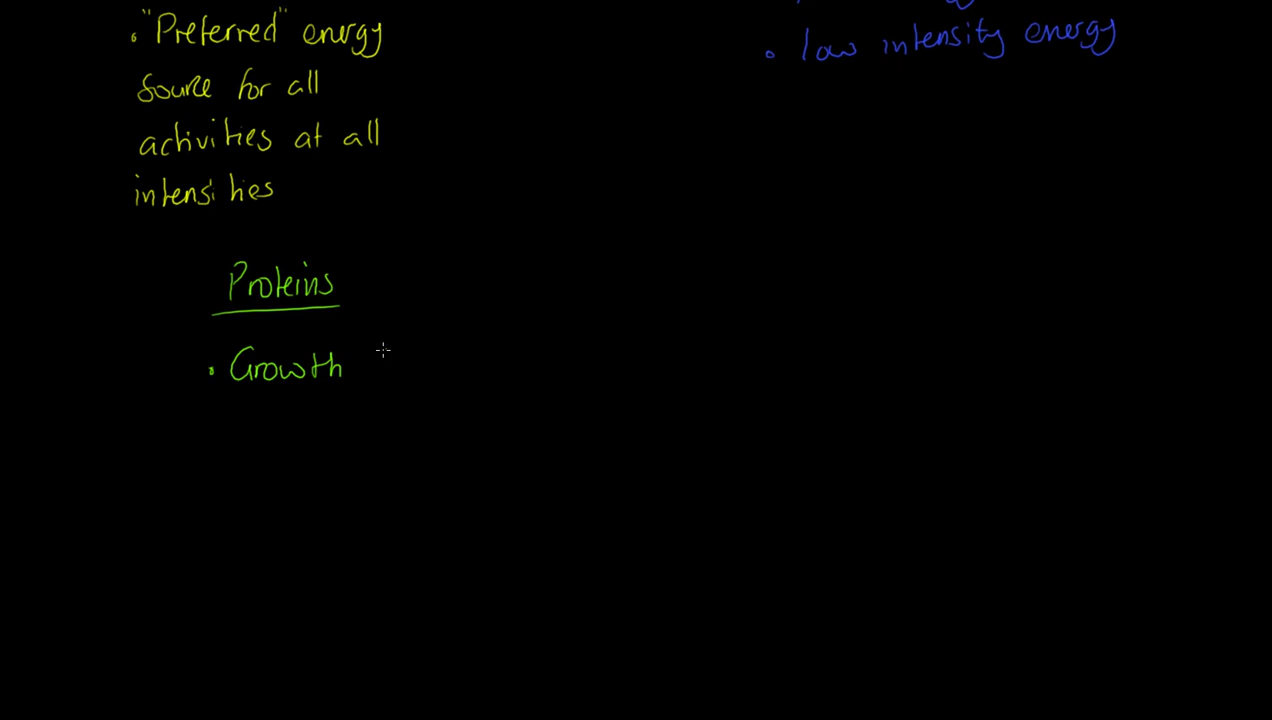 • "Preferred" energy
source for all
activities at all
intensities
• low intensity energy
Proteins
• Growth